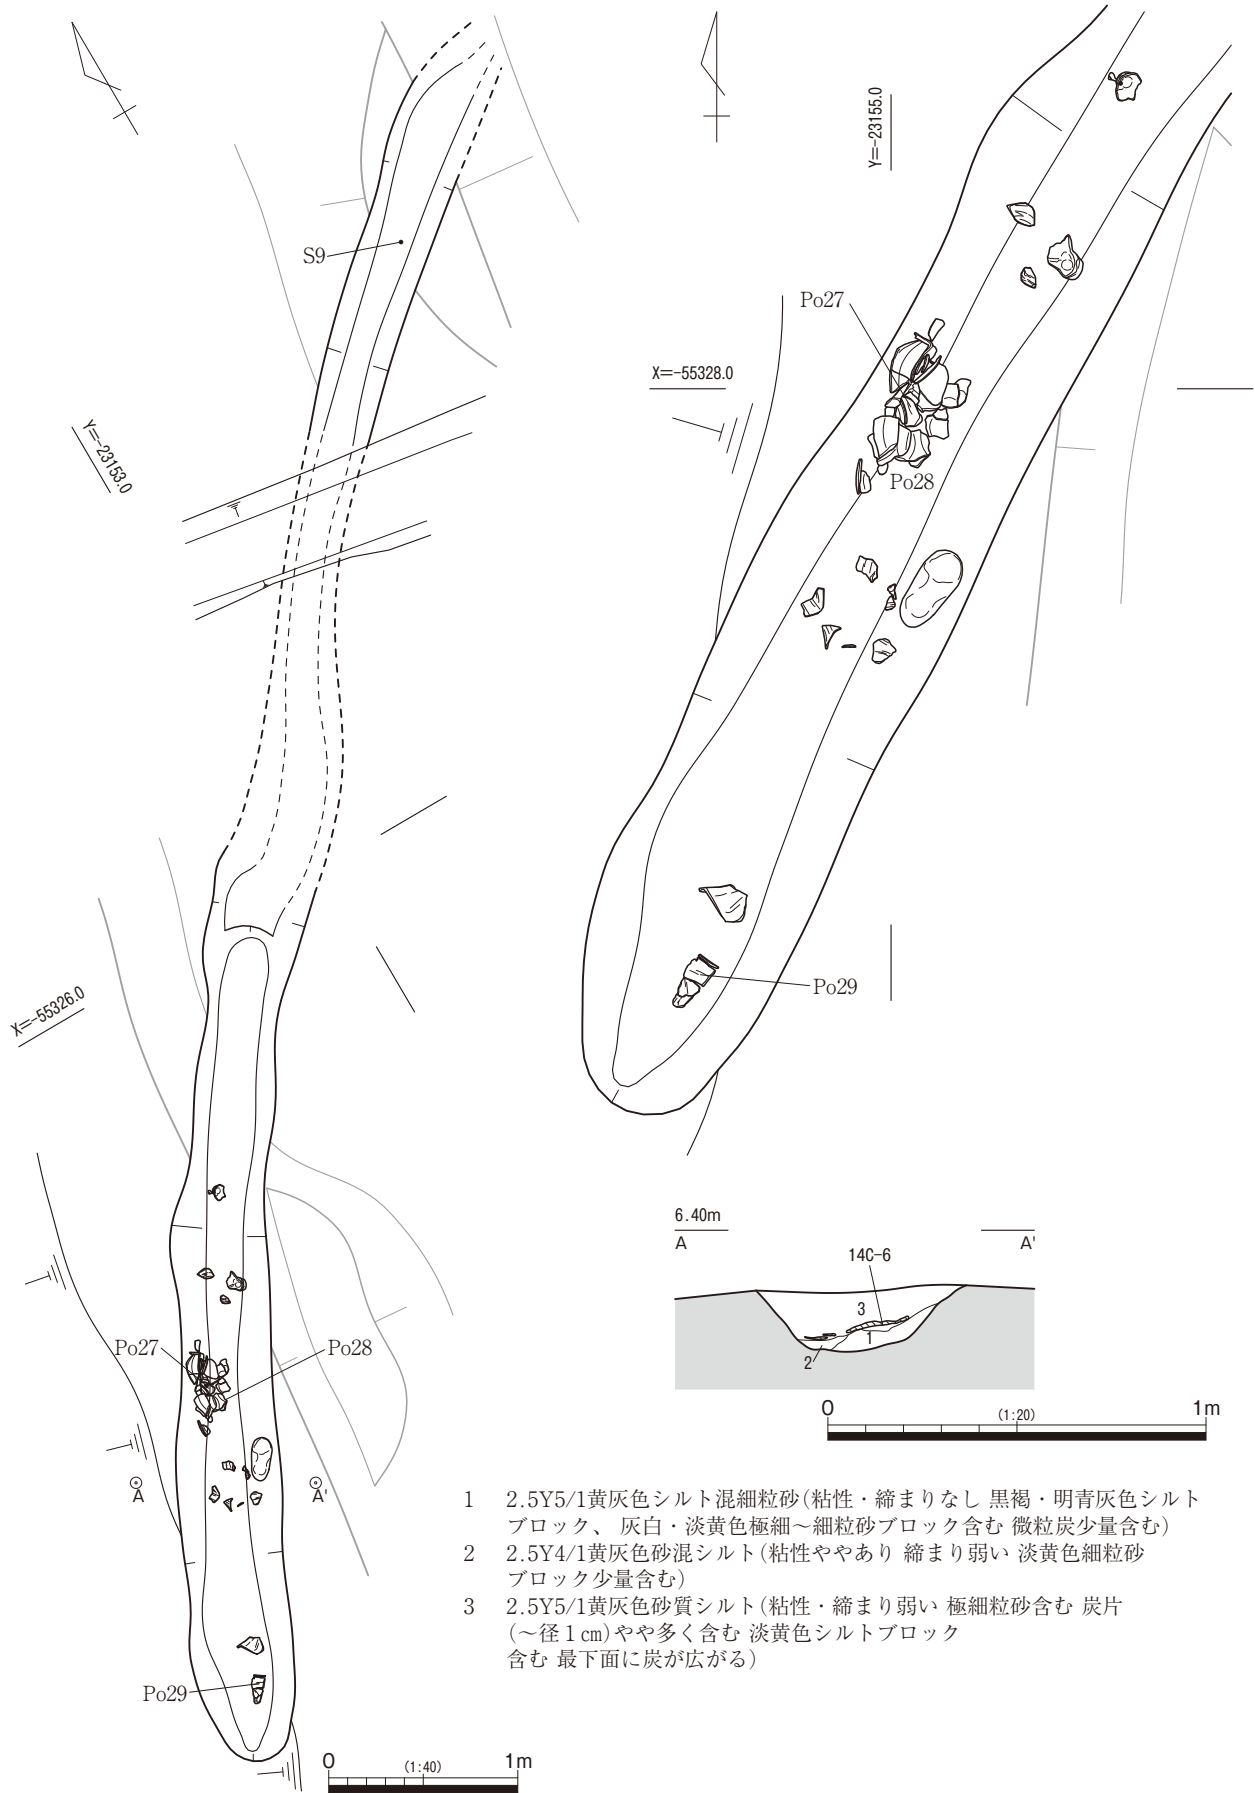 S9
Y=-23153.0
X=-55326.0
Po27
Po28
A
A'
Po29
0
(1:40)
1m
Y=-23155.0
Po27
X=-55328.0
Po28
Po29
6.40m
A
A'
14C-6
3
1
2
0
(1:20)
1m
1 2.5Y5/1黄灰色シルト混細粒砂(粘性・締まりなし 黒褐・明青灰色シルト
ブロック、 灰白・淡黄色極細～細粒砂ブロック含む 微粒炭少量含む)
2 2.5Y4/1黄灰色砂混シルト(粘性ややあり 締まり弱い 淡黄色細粒砂
ブロック少量含む)
3 2.5Y5/1黄灰色砂質シルト(粘性・締まり弱い 極細粒砂含む 炭片
(～径1㎝)やや多く含む 淡黄色シルトブロック
含む 最下面に炭が広がる)